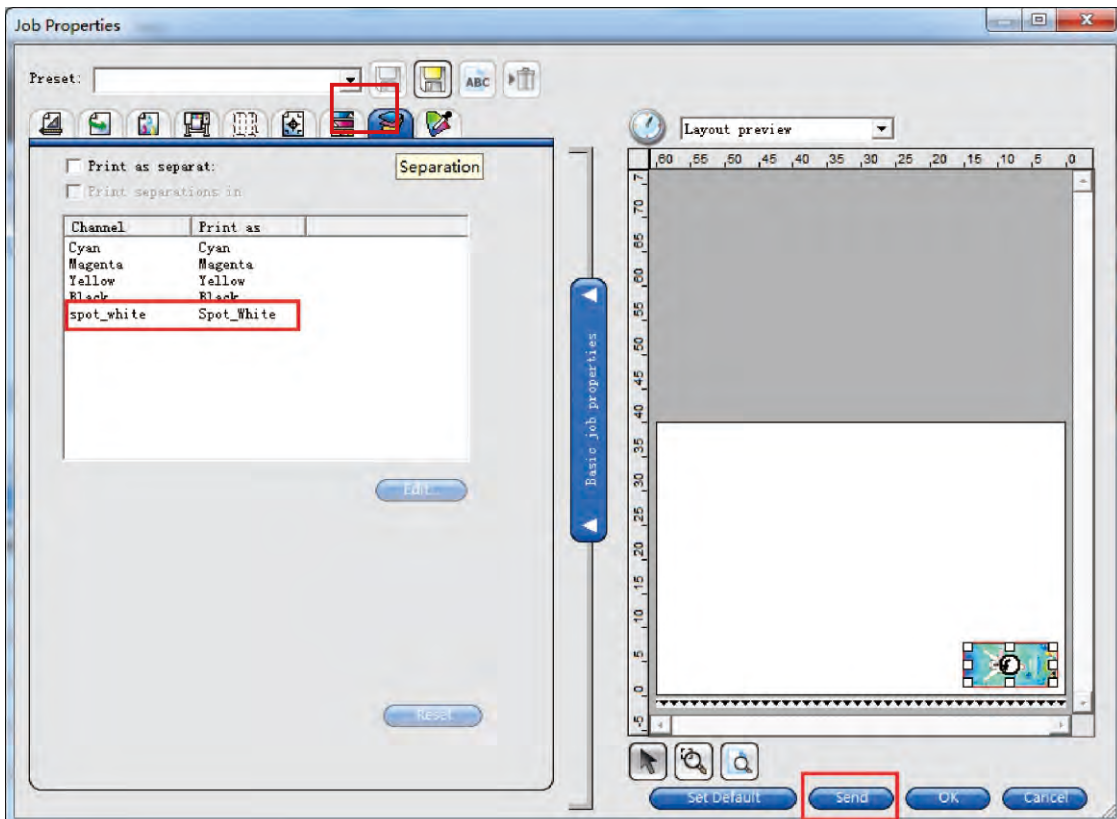 Job Properties
Preset:
ABC
Layout preview
Print as separat:
Separation
Print separations in
Channel Print as
Cyan Cyan
Magenta Magenta
Yellow Yellow
Black Black
spot_white Spot_White
Edit...
Reset
Basic job properties
60 55 50 45 40 35 30 25 20 15 10 5 0
7
70
65
60
55
50
45
40
35
30
25
20
15
10
5
0
-5
Set Default Send OK Cancel